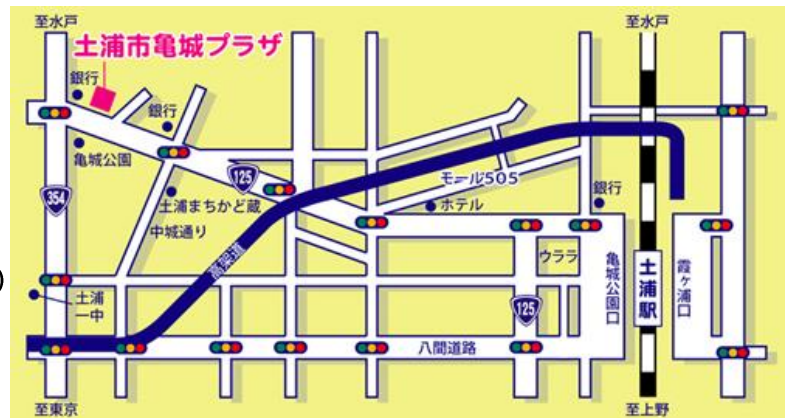 至水戸
至水戸
土浦市亀城プラザ
銀行
銀行
亀城公園
125
モール505
354
土浦まちかど蔵
ホテル
銀行
中城通り
高架道
ウララ
亀城公園口
土浦駅
霞ヶ浦口
土浦
一中
125
八間道路
至東京
至上野
)